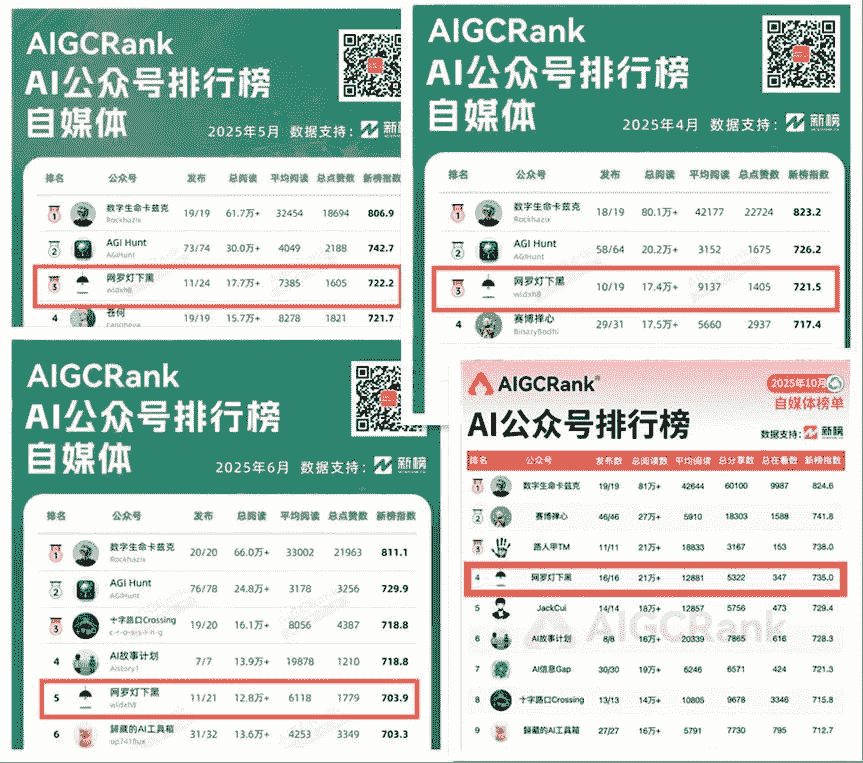 AIGCRank
AI公众号排行榜
自媒体
2025年5月 数据支持: 新榜
排名 公众号 发布 总阅读 平均阅读 总点赞数 新榜指数
1 数字生命卡兹克 19/19 61.7万+ 32454 18694 806.9
Rockhazix
2 AGI Hunt 73/74 30.0万+ 4049 2188 742.7
AGIHunt
3 网罗灯下黑 11/24 17.7万+ 7385 1605 722.2
wldxh8
4 苍何 19/19 15.7万+ 8278 1821 721.7
AIGCRank
AI公众号排行榜
自媒体
2025年4月 数据支持: 新榜
排名 公众号 发布 总阅读 平均阅读 总点赞数 新榜指数
1 数字生命卡兹克 18/19 80.1万+ 42177 22724 823.2
Rockhazix
2 AGI Hunt 58/64 20.2万+ 3152 1675 726.2
AGIHunt
3 网罗灯下黑 10/19 17.4万+ 9137 1405 721.5
wldxh8
4 赛博禅心 29/31 17.5万+ 5660 2937 717.4
BinaryBodhi
AIGCRank
AI公众号排行榜
自媒体
2025年6月 数据支持: 新榜
排名 公众号 发布 总阅读 平均阅读 总点赞数 新榜指数
1 数字生命卡兹克 20/20 66.0万+ 33002 21963 811.1
Rockhazix
2 AGI Hunt 76/78 24.8万+ 3178 3256 729.9
AGIHunt
3 十字路口Crossing 19/20 16.1万+ 8056 4387 718.8
c-r-o-s-s-i-n-g
4 AI故事计划 7/7 13.9万+ 19878 1210 718.8
AIstory1
5 网罗灯下黑 11/21 12.8万+ 6118 1779 703.9
wldxh8
6 歸藏的AI工具箱 31/32 13.6万+ 4253 3349 703.3
op7418ux
AIGCRank
2025年10月
自媒体榜单
AI公众号排行榜
数据支持: 新榜
排名 公众号 发布数 总阅读数 平均阅读 总分享数 总在看数 新榜指数
1 数字生命卡兹克 19/19 81万+ 42644 60100 9987 824.6
2 赛博禅心 46/46 27万+ 5910 18303 1588 741.8
3 路人甲TM 11/11 21万+ 18833 3167 153 738.0
4 网罗灯下黑 16/16 21万+ 12881 5322 347 735.0
5 JackCui 14/14 18万+ 12857 5756 473 729.4
6 AI故事计划 8/8 16万+ 20339 7865 616 728.3
7 AI信息Gap 30/30 19万+ 6246 6571 424 721.3
8 十字路口Crossing 13/13 14万+ 10805 9678 3346 715.8
9 歸藏的AI工具箱 27/27 16万+ 5791 7730 795 712.7
AIGCRank